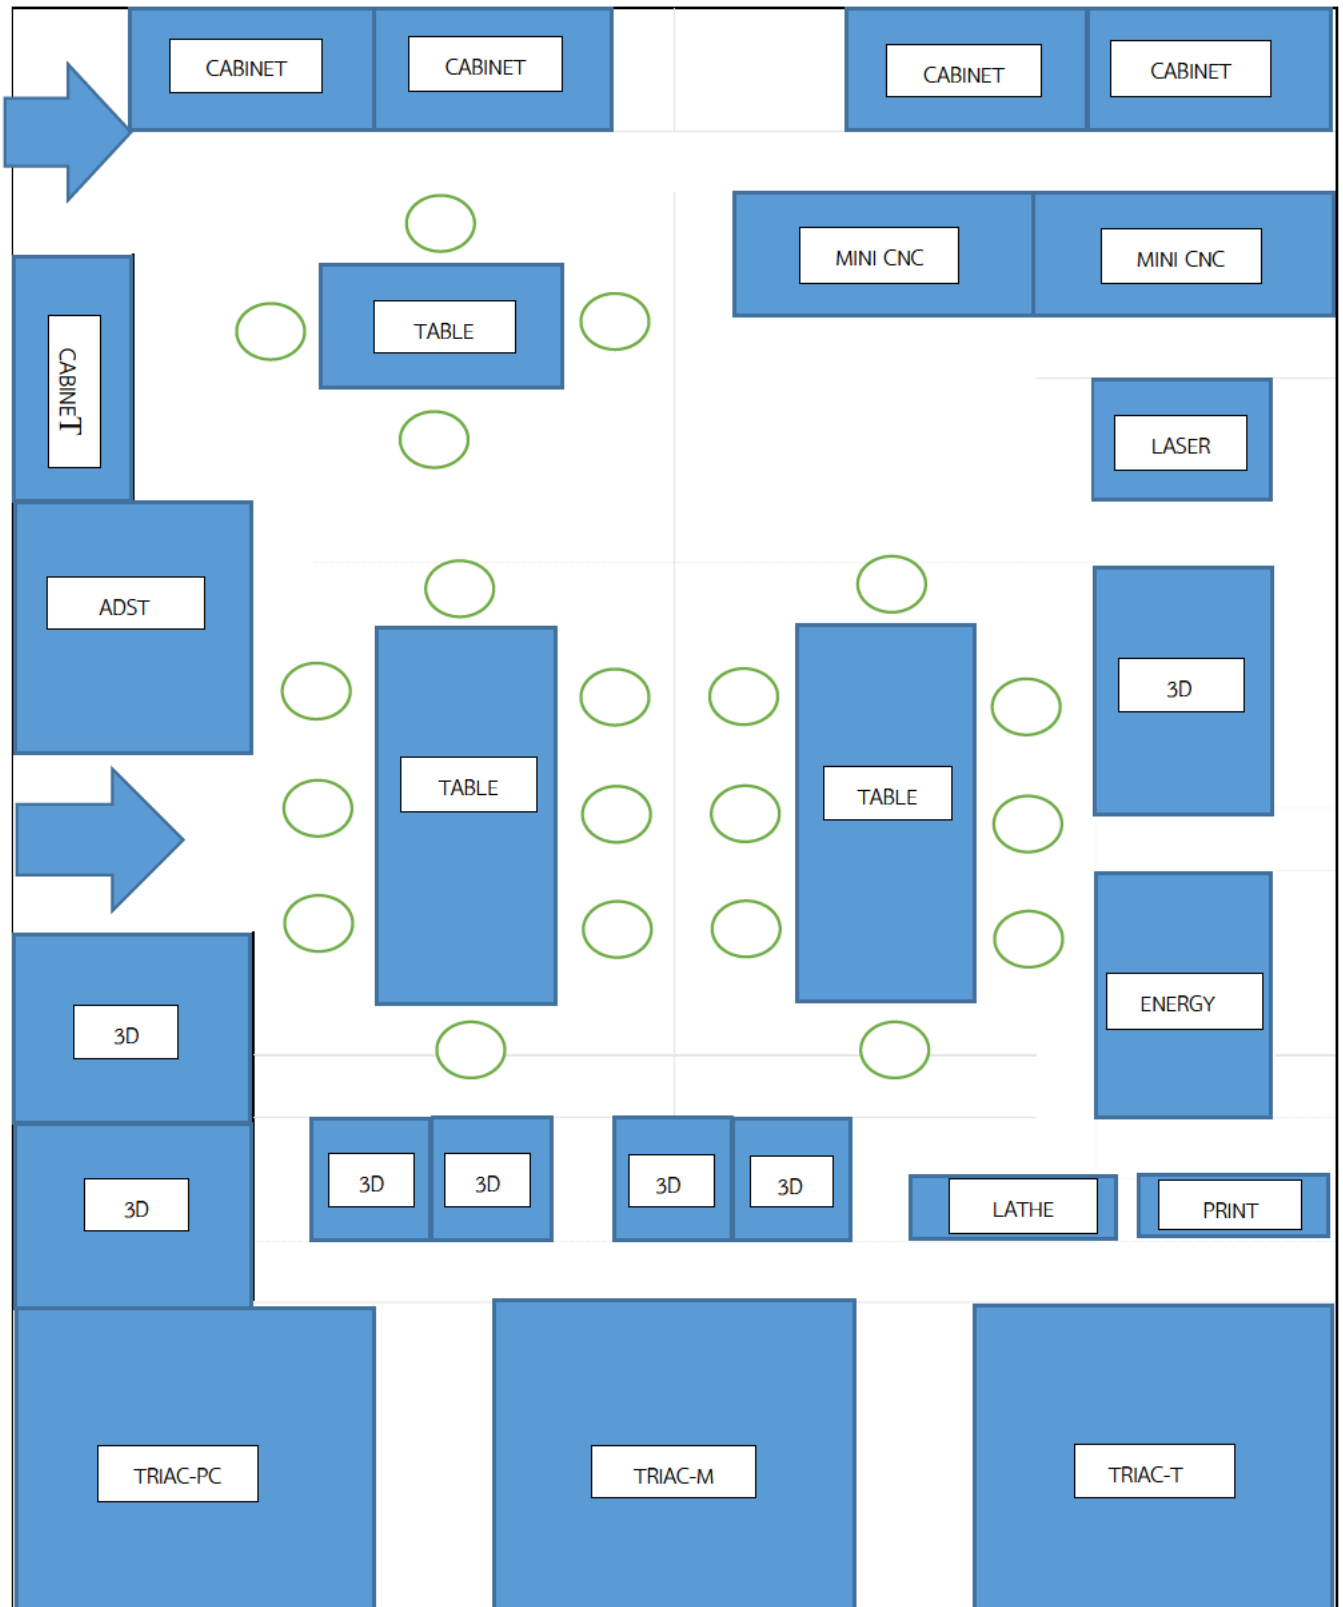 CABINET
CABINET
CABINET
CABINET
MINI CNC
MINI CNC
TABLE
CABINET
LASER
ADST
3D
TABLE
TABLE
ENERGY
3D
3D
3D
3D
3D
3D
LATHE
PRINT
TRIAC-PC
TRIAC-M
TRIAC-T